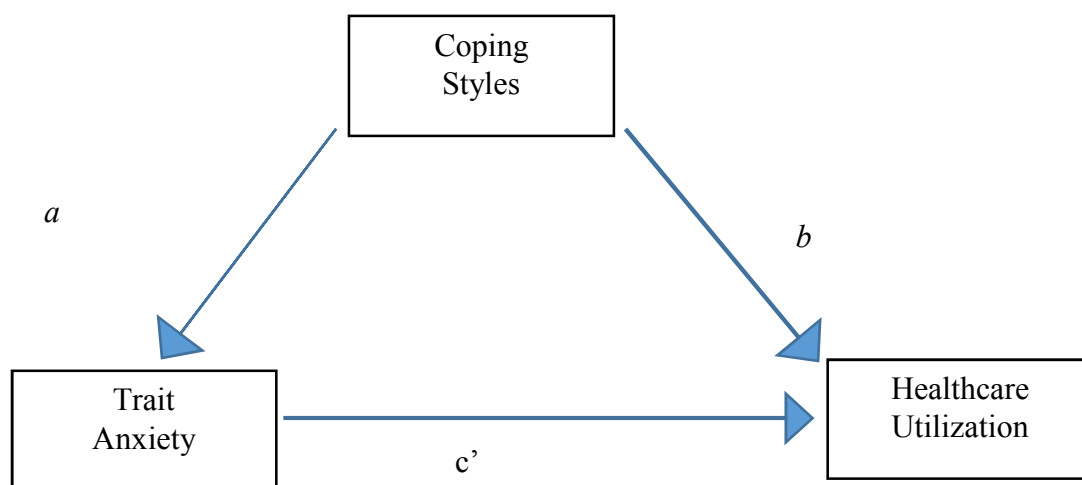 Coping
Styles
a
b
Trait
Anxiety
Healthcare
Utilization
c’